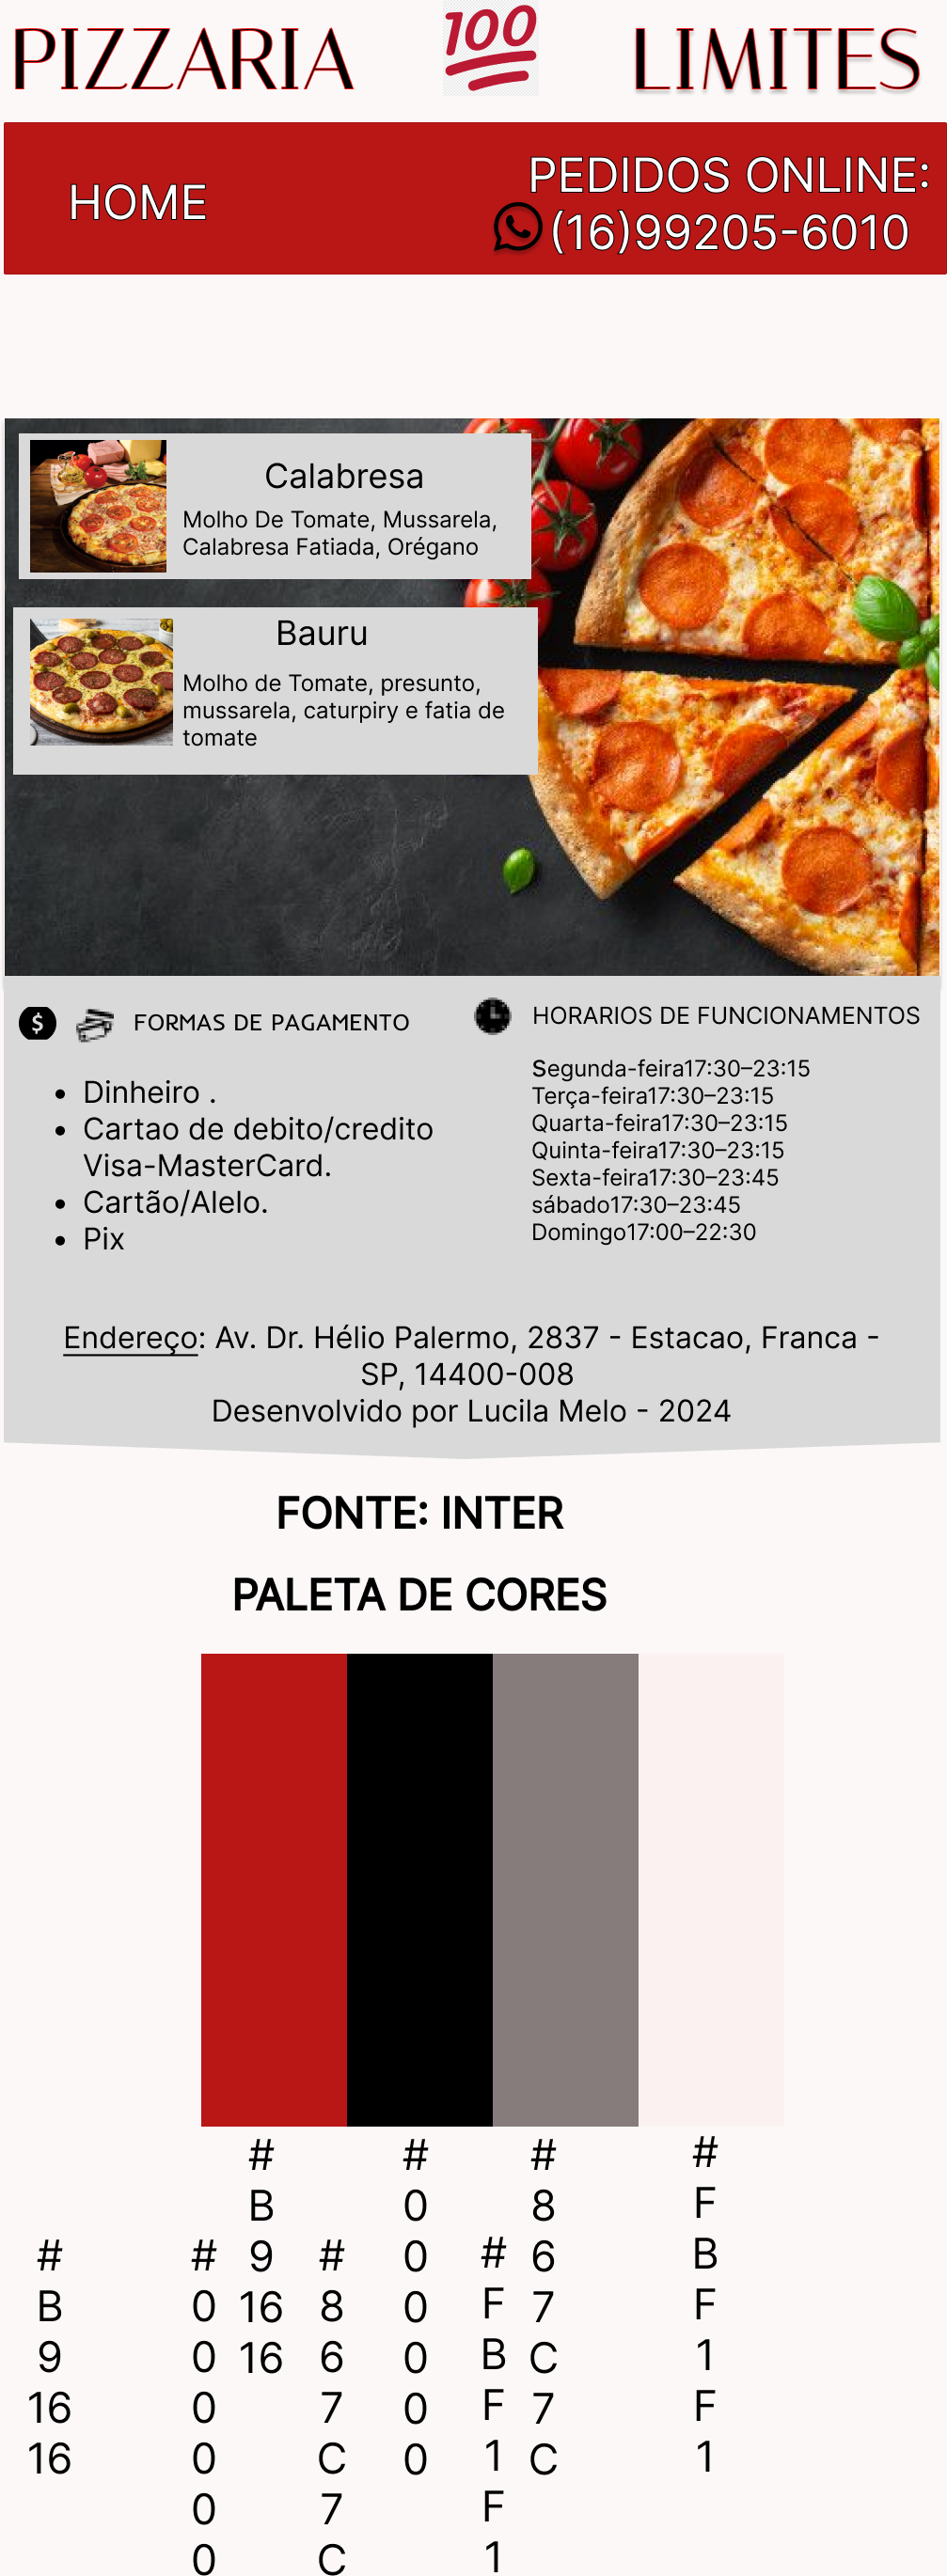 PIZZARIA 100 LIMITES
HOME
PEDIDOS ONLINE:
(16)99205-6010
Calabresa
Molho De Tomate, Mussarela,
Calabresa Fatiada, Orégano
Bauru
Molho de Tomate, presunto,
mussarela, caturpiry e fatia de
tomate
$
FORMAS DE PAGAMENTO
• Dinheiro .
• Cartao de debito/credito
Visa-MasterCard.
• Cartão/Alelo.
• Pix
HORARIOS DE FUNCIONAMENTOS
Segunda-feira17:30–23:15
Terça-feira17:30–23:15
Quarta-feira17:30–23:15
Quinta-feira17:30–23:15
Sexta-feira17:30–23:45
sábado17:30–23:45
Domingo17:00–22:30
Endereço: Av. Dr. Hélio Palermo, 2837 - Estacao, Franca -
SP, 14400-008
Desenvolvido por Lucila Melo - 2024
FONTE: INTER
PALETA DE CORES
#B91616
#000000
#867C7C
#FBF1F1
#B91616
#000000
#867C7C
#FBF1F1